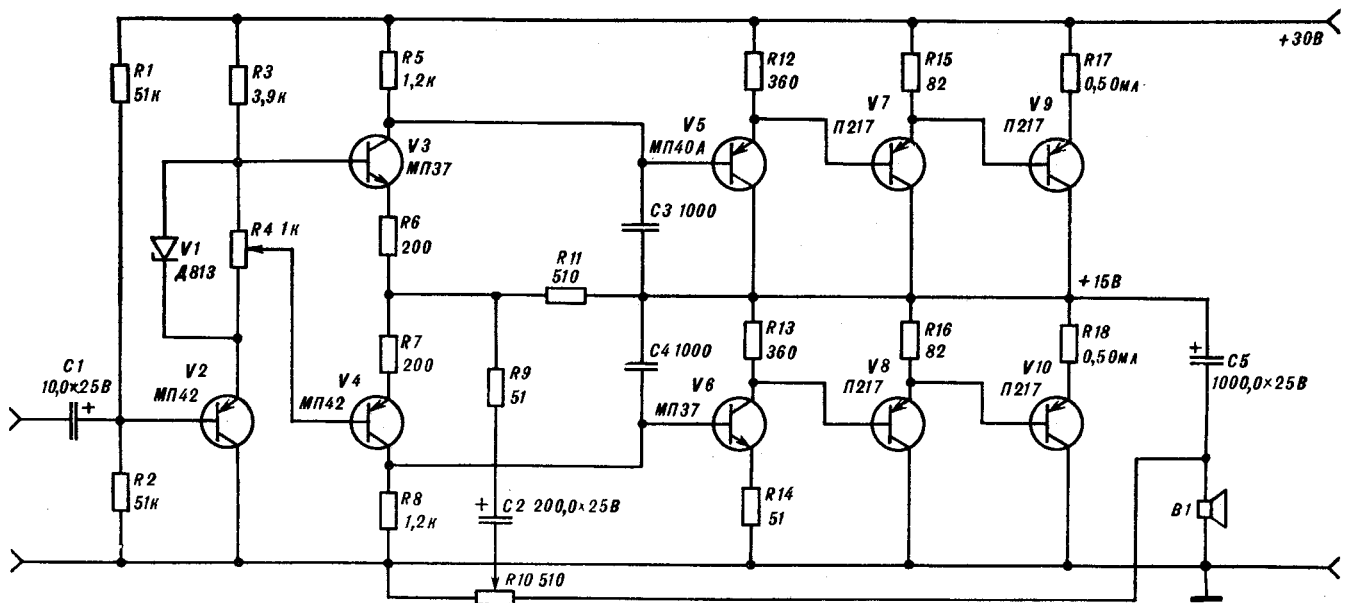 +30В
R1
51к
R3
3,9к
R5
1,2к
R12
360
R15
82
R17
0,5 Ом
V3
МП37
V5
МП40А
V7
П217
V9
П217
R6
200
C3 1000
R4 1к
V1
Д813
R11
510
+15В
R7
200
C4 1000
R13
360
R16
82
R18
0,5 Ом
C5
1000,0×25В
C1
10,0×25В
V2
МП42
V4
МП42
R9
51
V6
МП37
V8
П217
V10
П217
R2
51к
R8
1,2к
C2 200,0×25В
R14
51
B1
R10 510